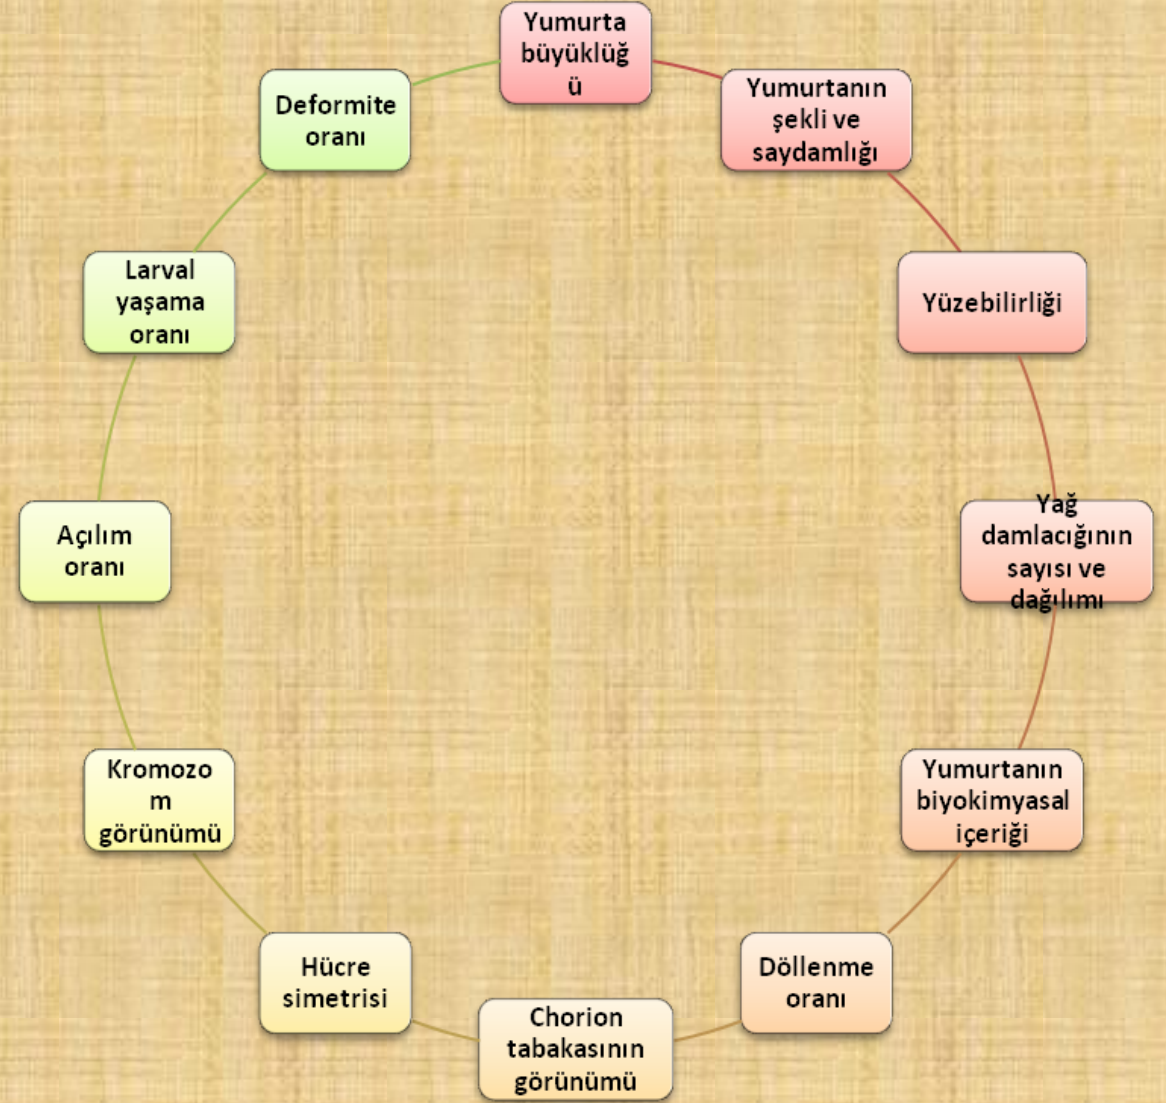 Yumurta
büyüklüğ
ü
Yumurtanın
şekli ve
saydamlığı
Yüzebilirliği
Yağ
damlacığının
sayısı ve
dağılımı
Yumurtanın
biyokimyasal
içeriği
Döllenme
oranı
Chorion
tabakasının
görünümü
Hücre
simetrisi
Kromozo
m
görünümü
Açılım
oranı
Larval
yaşama
oranı
Deformite
oranı